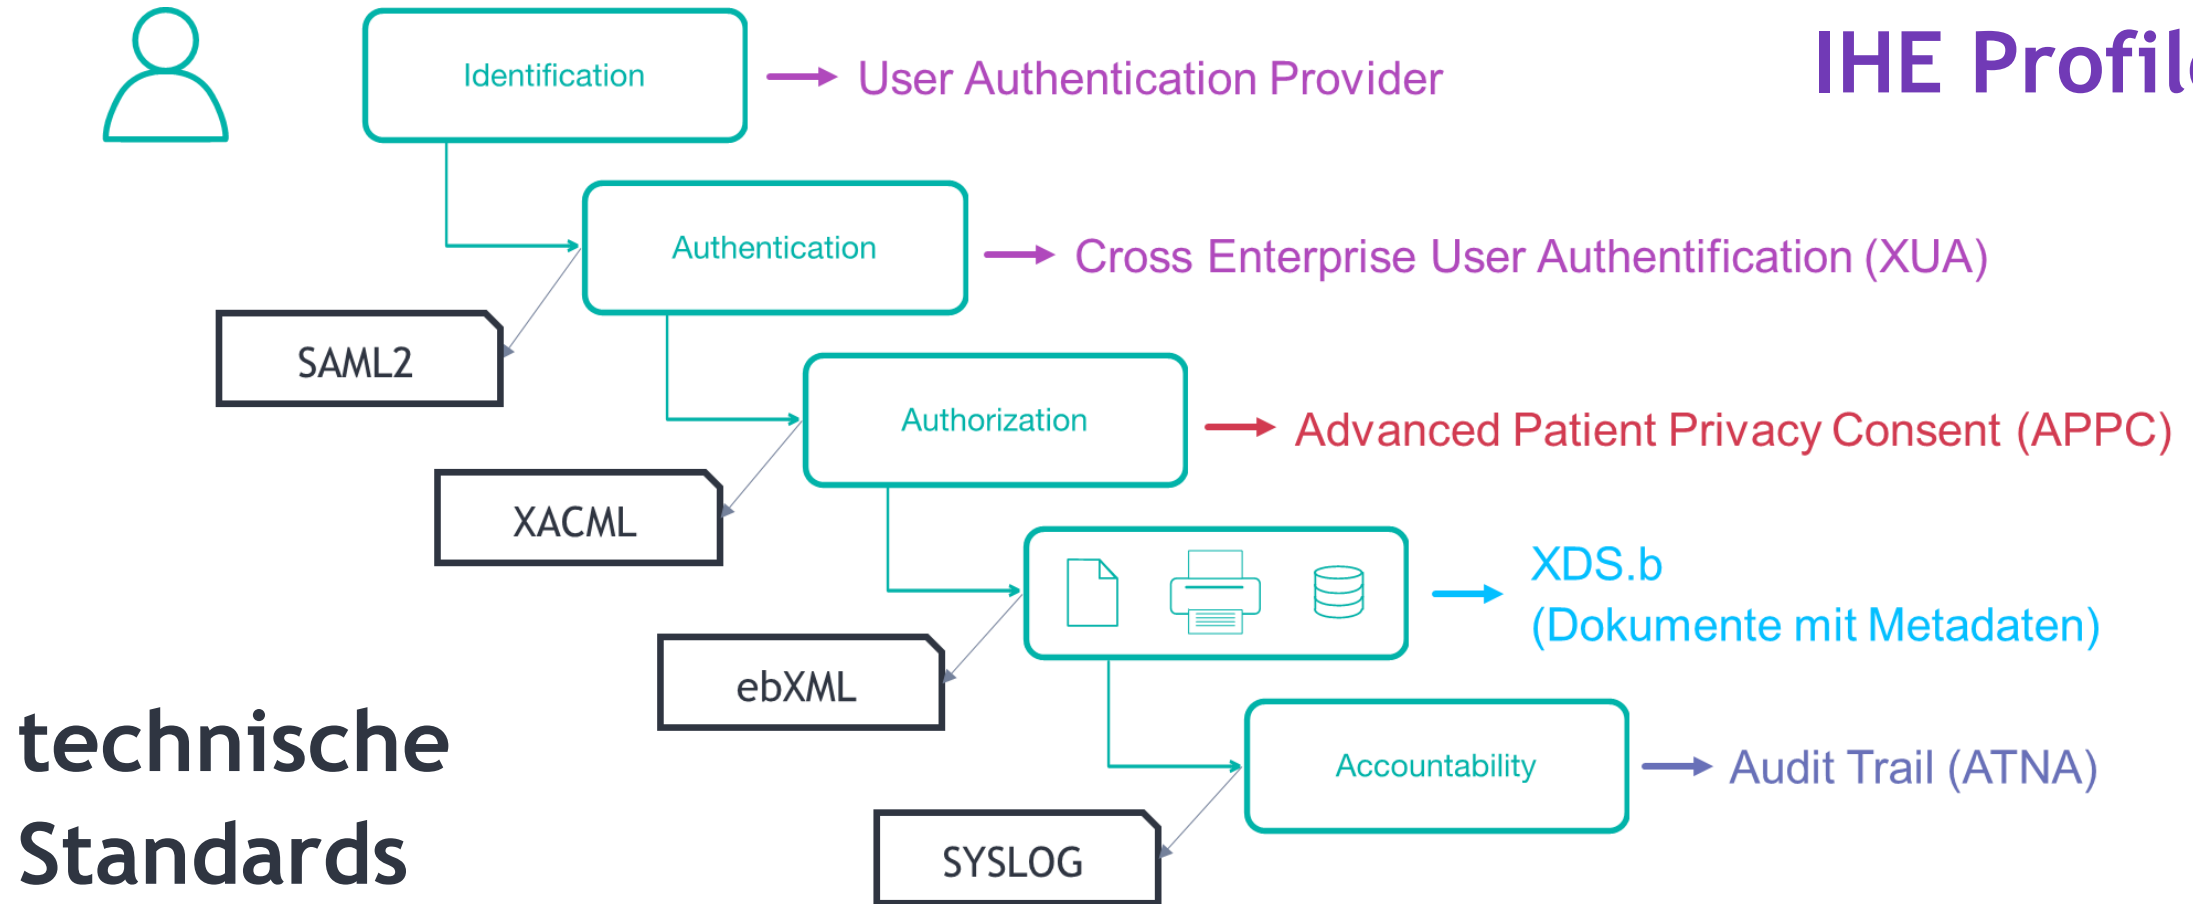 Identification
User Authentication Provider
IHE Profile
Authentication
Cross Enterprise User Authentification (XUA)
SAML2
Authorization
Advanced Patient Privacy Consent (APPC)
XACML
XDS.b
(Dokumente mit Metadaten)
ebXML
technische
Standards
Accountability
Audit Trail (ATNA)
SYSLOG